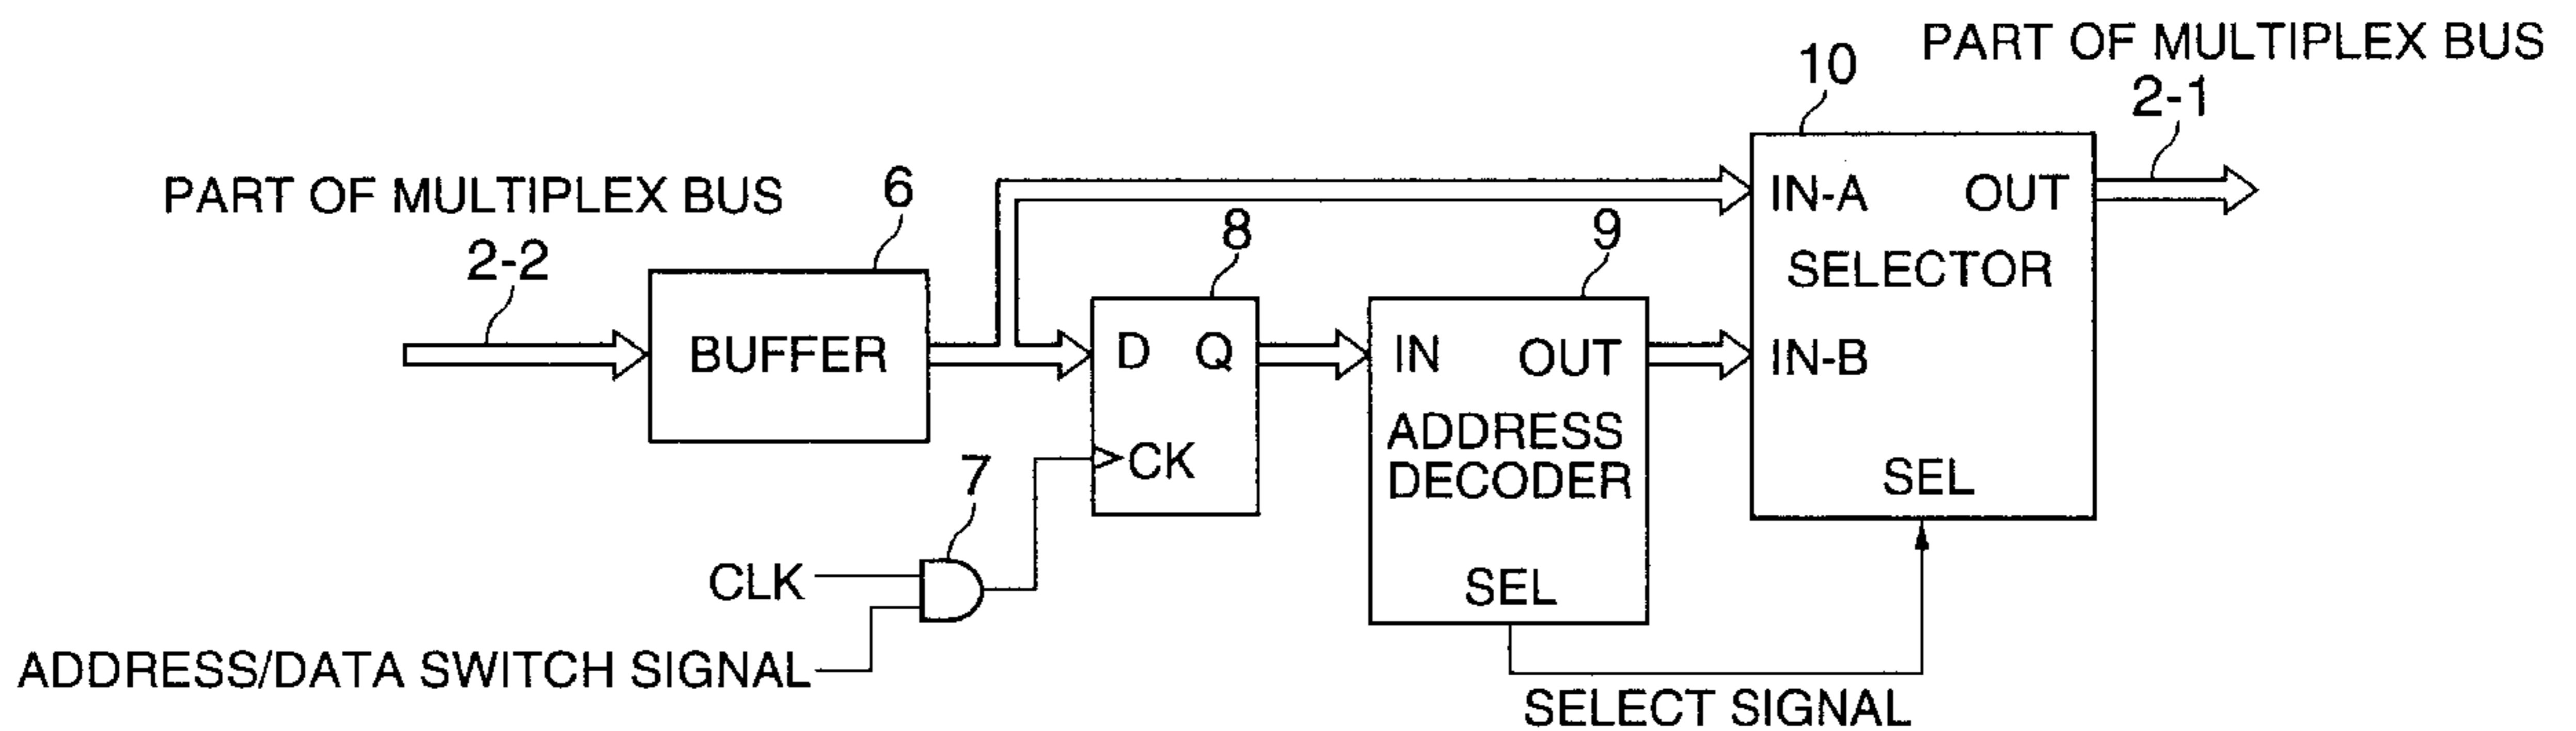 PART OF MULTIPLEX BUS
2-1
10
IN-A OUT
SELECTOR
IN-B
SEL
PART OF MULTIPLEX BUS
2-2
6
BUFFER
8
D Q
CK
9
IN OUT
ADDRESS
DECODER
SEL
7
CLK
ADDRESS/DATA SWITCH SIGNAL
SELECT SIGNAL